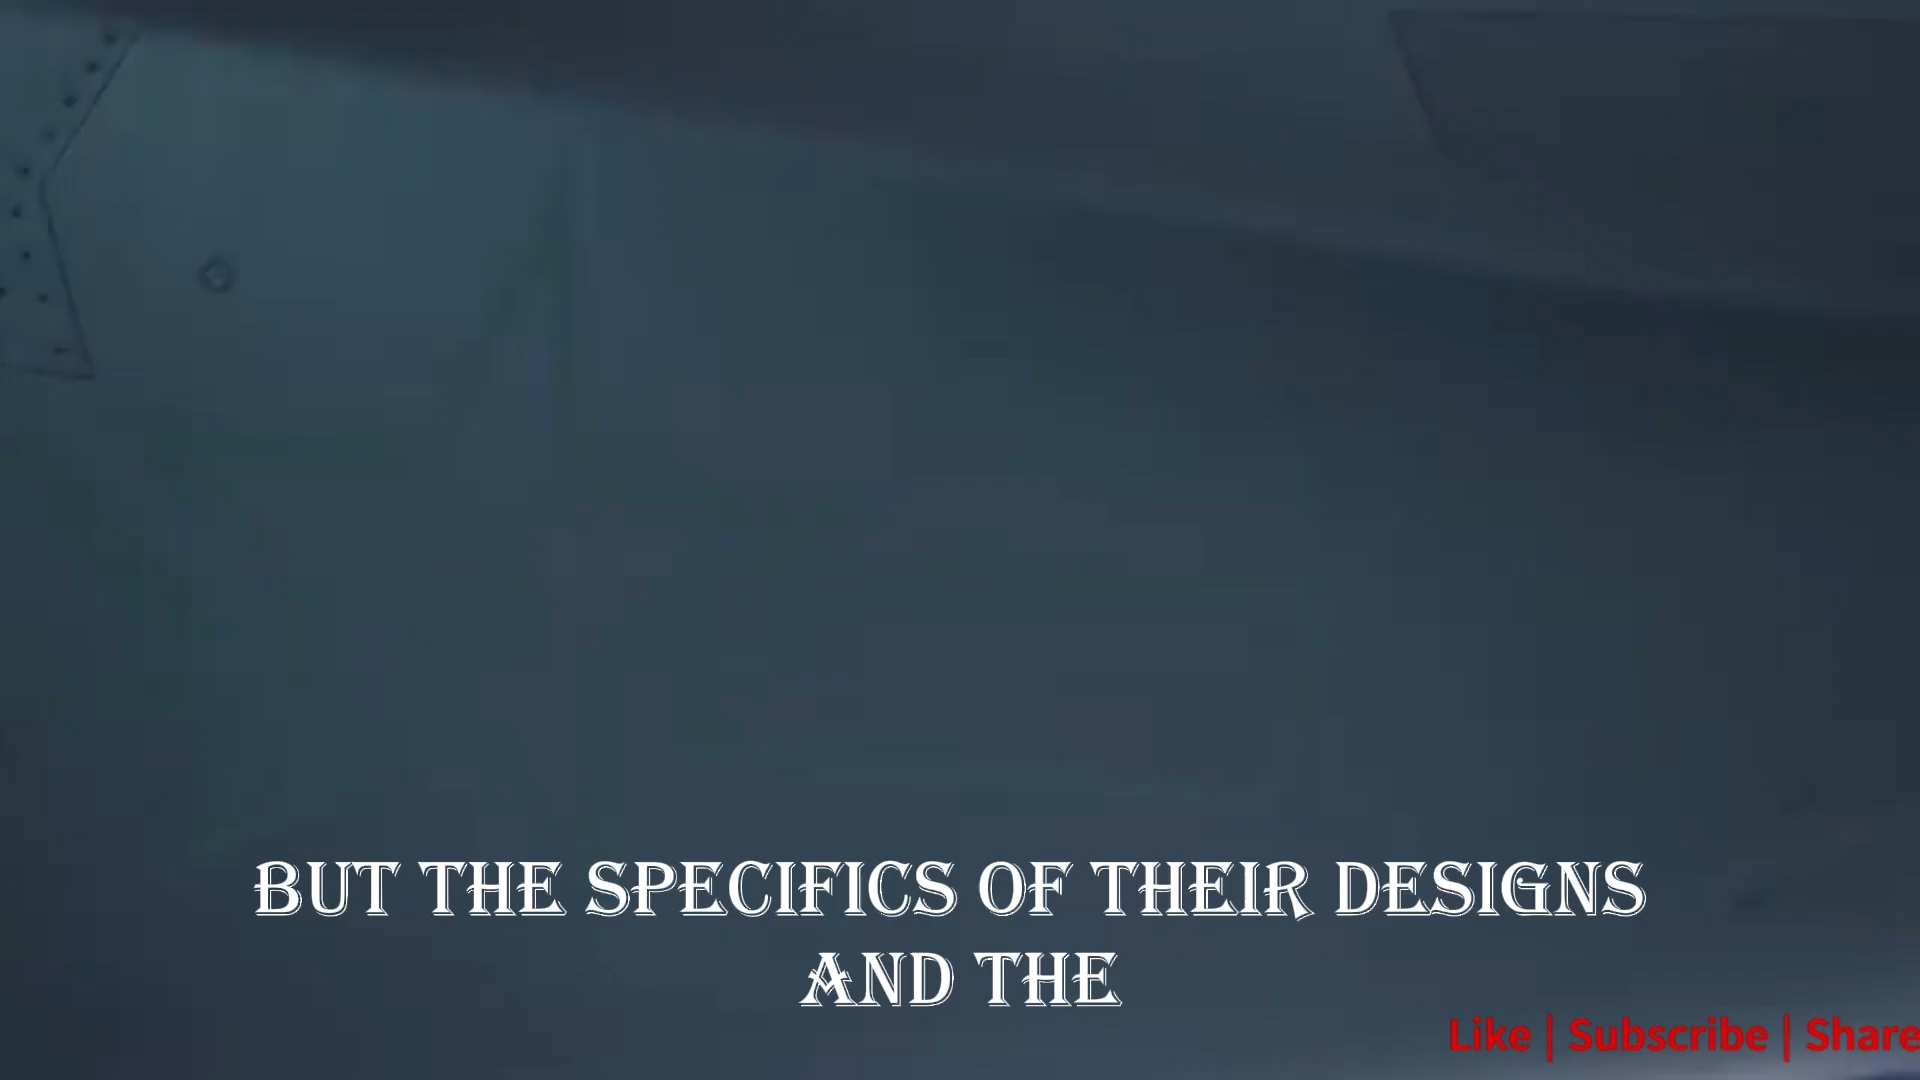 BUT THE SPECIFICS OF THEIR DESIGNS
AND THE
Like | Subscribe | Share